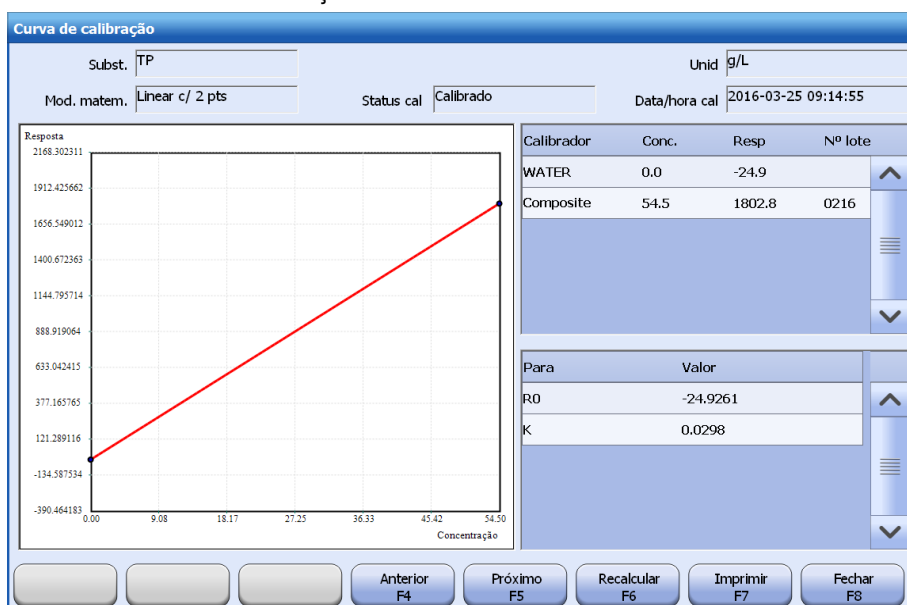 Curva de calibração
Subst. TP Unid g/L
Mod. matem. Linear c/ 2 pts Status cal Calibrado Data/hora cal 2016-03-25 09:14:55
Resposta
2168.302311
1912.425662
1656.549012
1400.672363
1144.795714
888.919064
633.042415
377.165765
121.289116
-134.587534
-390.464183
0.00 9.08 18.17 27.25 36.33 45.42 54.50
Concentração
Calibrador Conc. Resp Nº lote
WATER 0.0 -24.9
Composite 54.5 1802.8 0216
Para Valor
R0 -24.9261
K 0.0298
Anterior Próximo Recalcular Imprimir Fechar
F4 F5 F6 F7 F8